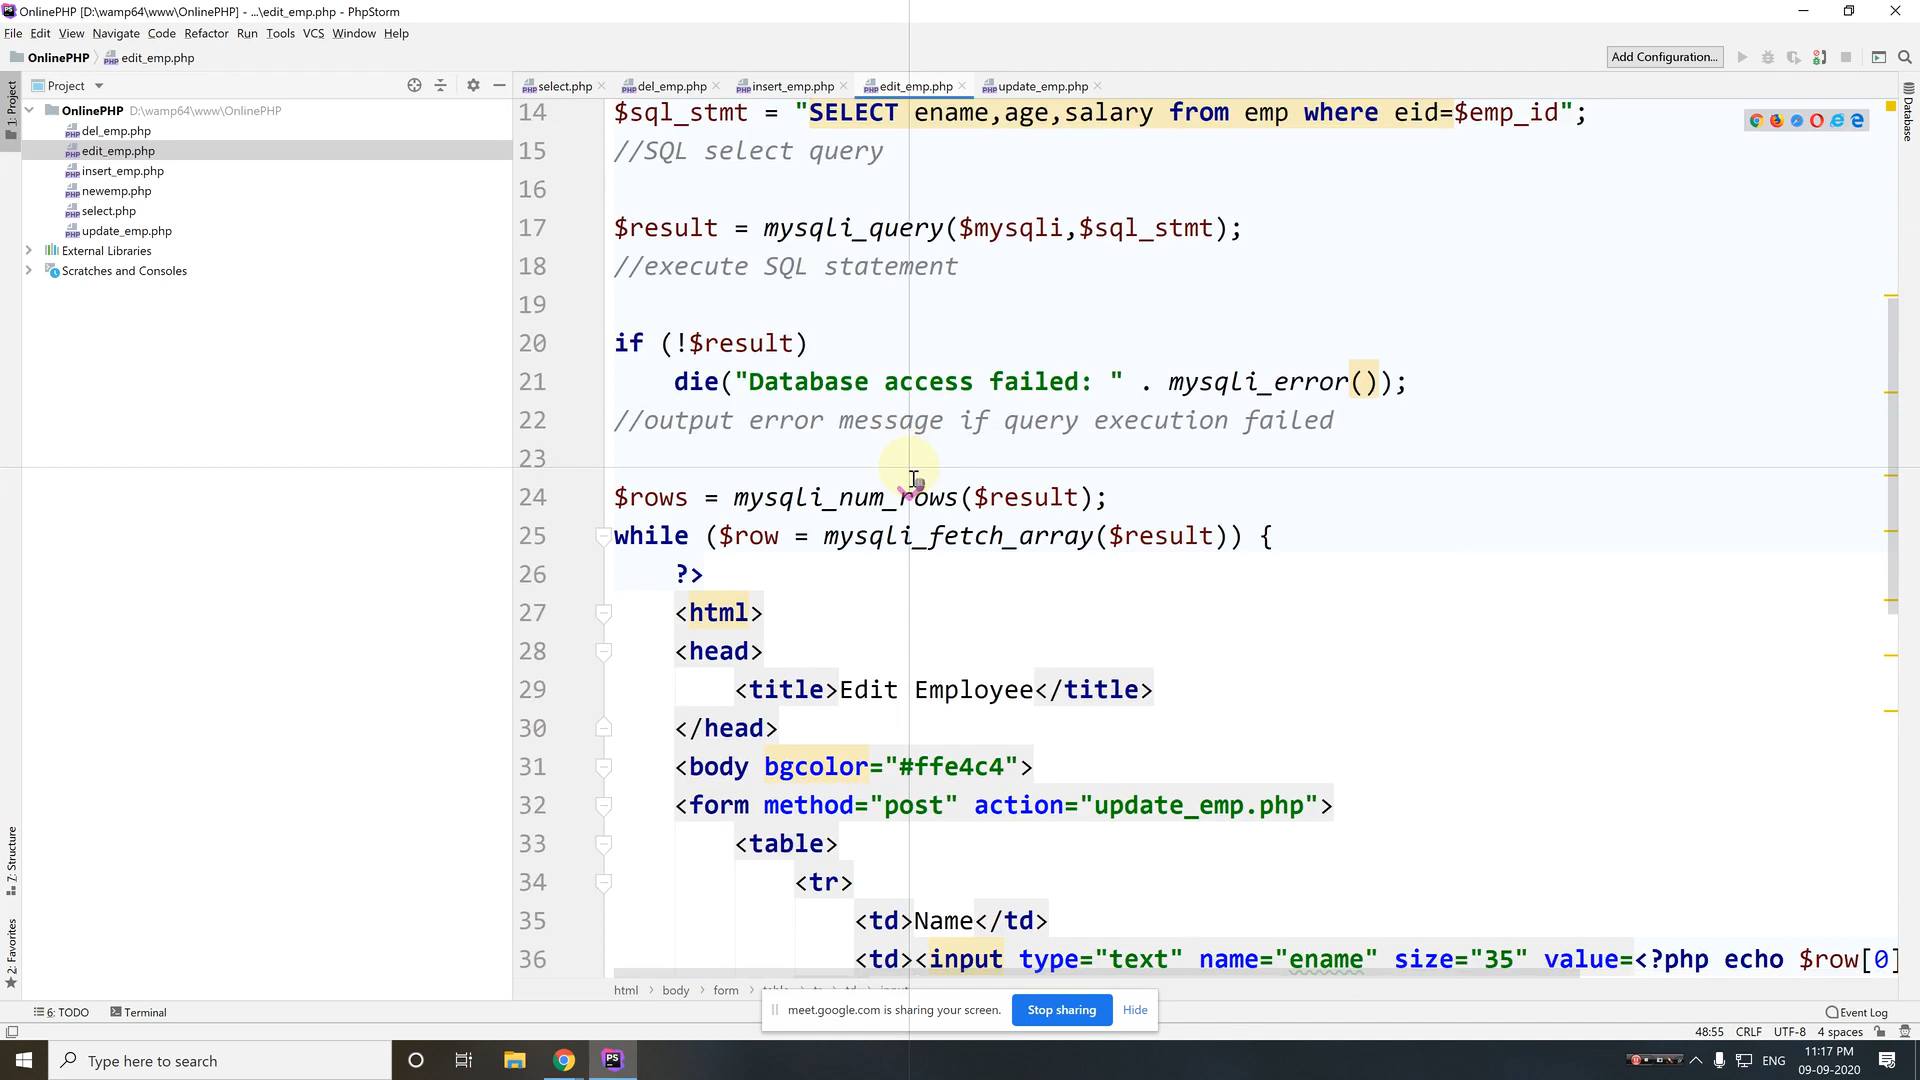 OnlinePHP [D:\wamp64\www\OnlinePHP] - ...\edit_emp.php - PhpStorm
File Edit View Navigate Code Refactor Run Tools VCS Window Help
OnlinePHP edit_emp.php
Add Configuration...
Project
select.php del_emp.php insert_emp.php edit_emp.php update_emp.php
1: Project
OnlinePHP D:\wamp64\www\OnlinePHP
del_emp.php
edit_emp.php
insert_emp.php
newemp.php
select.php
update_emp.php
External Libraries
Scratches and Consoles
Z: Structure
2: Favorites
Database
14 $sql_stmt = "SELECT ename,age,salary from emp where eid=$emp_id";
15 //SQL select query
16
17 $result = mysqli_query($mysqli,$sql_stmt);
18 //execute SQL statement
19
20 if (!$result)
21 die("Database access failed: " . mysqli_error());
22 //output error message if query execution failed
23
24 $rows = mysqli_num_rows($result);
25 while ($row = mysqli_fetch_array($result)) {
26 ?>
27 <html>
28 <head>
29 <title>Edit Employee</title>
30 </head>
31 <body bgcolor="#ffe4c4">
32 <form method="post" action="update_emp.php">
33 <table>
34 <tr>
35 <td>Name</td>
36 <td><input type="text" name="ename" size="35" value=<?php echo $row[0]
html body form
meet.google.com is sharing your screen. Stop sharing Hide
6: TODO Terminal
Event Log
48:55 CRLF UTF-8 4 spaces
Type here to search
ENG
11:17 PM
09-09-2020